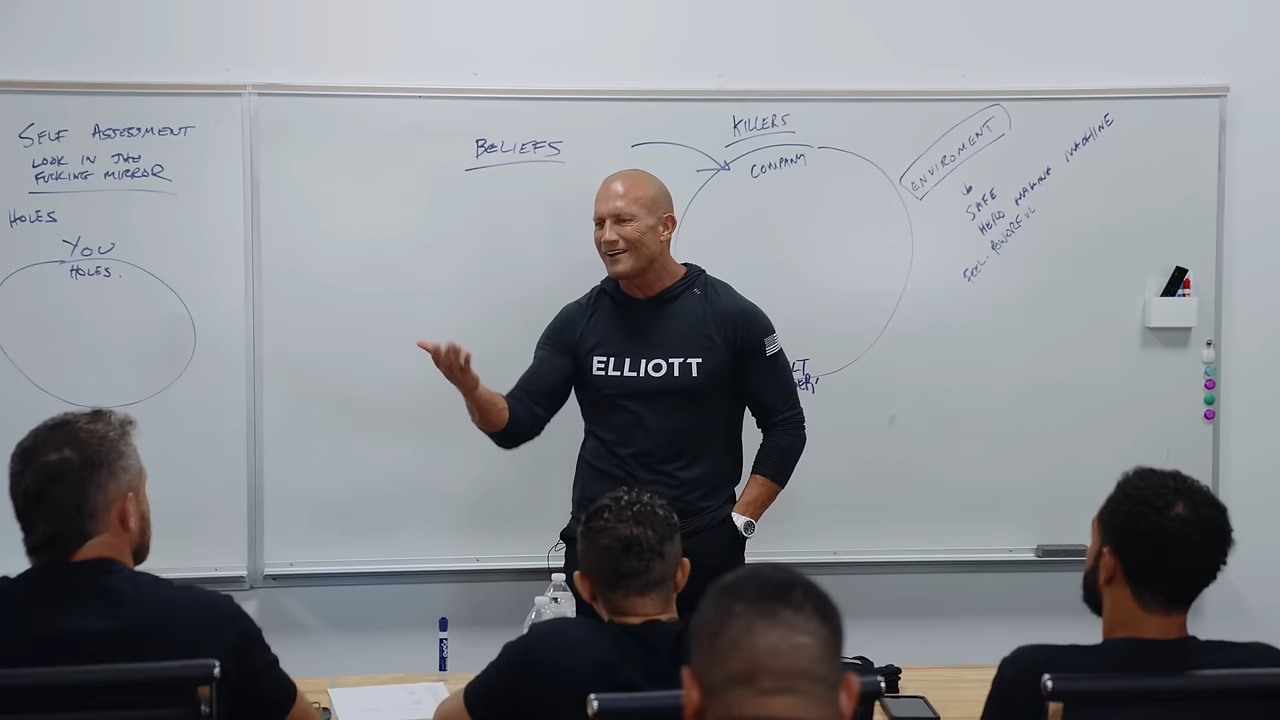 SELF ASSESSMENT
LOOK IN THE
FUCKING MIRROR
HOLES
YOU
HOLES.
BELIEFS
KILLERS
COMPANY
ENVIROMENT
SAFE
HERO MAKING MACHINE
FEEL. POWERFUL
ELLIOTT